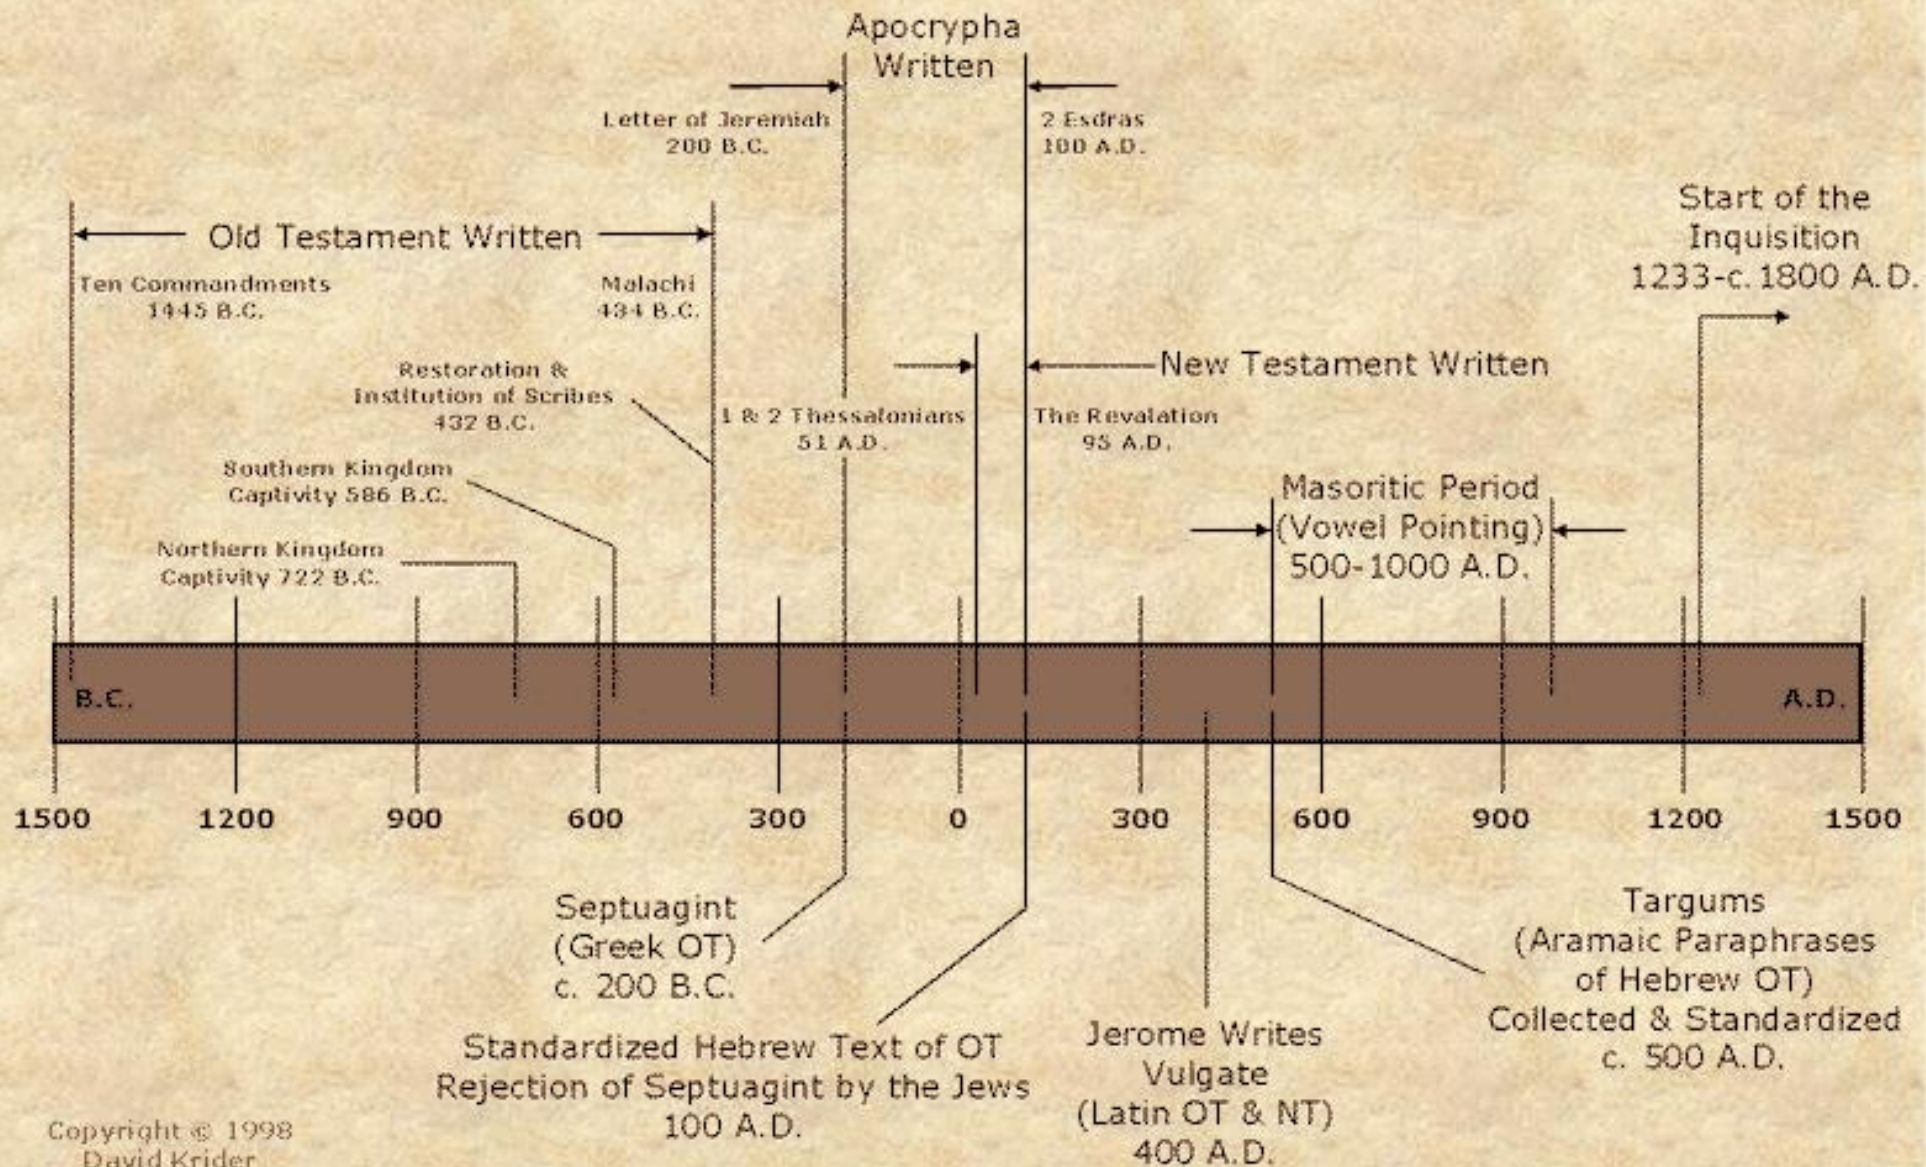 Apocrypha
Written
Letter of Jeremiah
200 B.C.
2 Esdras
100 A.D.
Old Testament Written
Ten Commandments
1445 B.C.
Malachi
434 B.C.
Start of the
Inquisition
1233-c. 1800 A.D.
Restoration &
Institution of Scribes
432 B.C.
New Testament Written
1 & 2 Thessalonians
51 A.D.
The Revalation
95 A.D.
Southern Kingdom
Captivity 586 B.C.
Masoritic Period
(Vowel Pointing)
500-1000 A.D.
Northern Kingdom
Captivity 722 B.C.
B.C.
A.D.
1500 1200 900 600 300 0 300 600 900 1200 1500
Septuagint
(Greek OT)
c. 200 B.C.
Standardized Hebrew Text of OT
Rejection of Septuagint by the Jews
100 A.D.
Jerome Writes
Vulgate
(Latin OT & NT)
400 A.D.
Targums
(Aramaic Paraphrases
of Hebrew OT)
Collected & Standardized
c. 500 A.D.
Copyright © 1998
David Krider